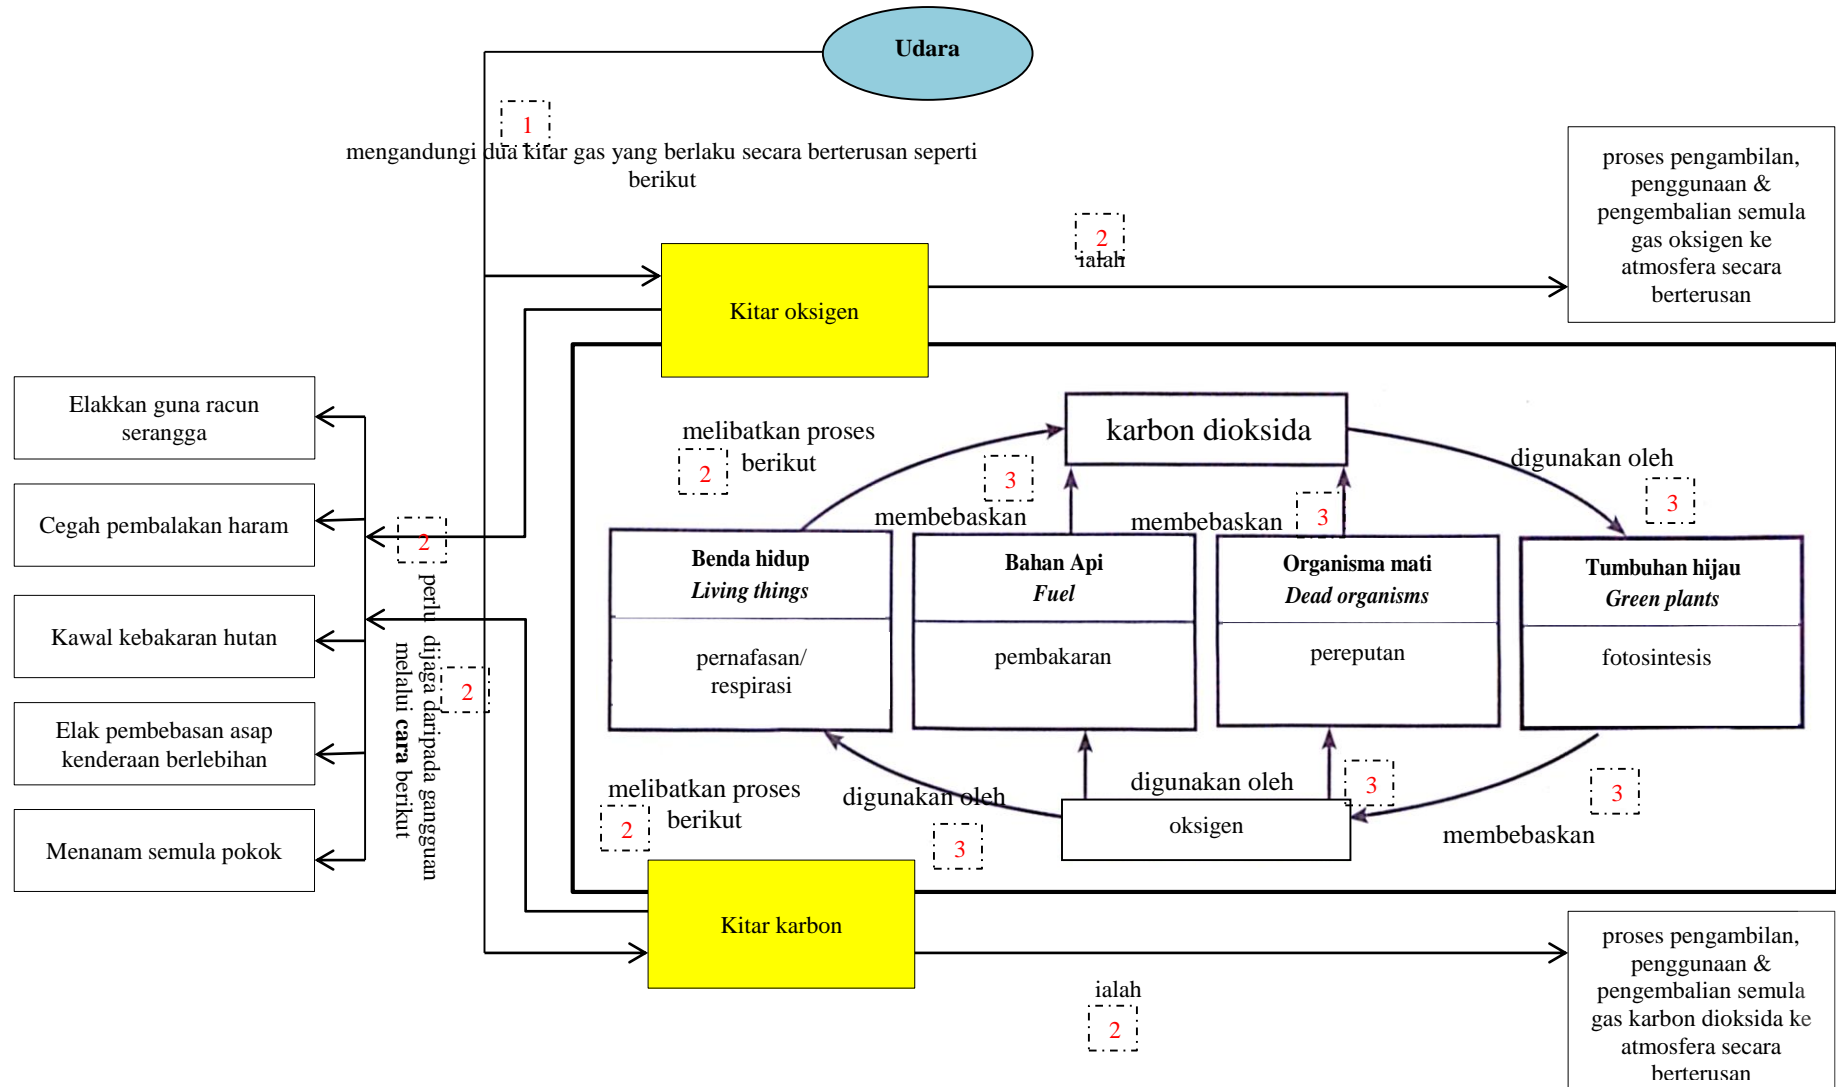 Udara
1
mengandungi dua kitar gas yang berlaku secara berterusan seperti
berikut
proses pengambilan,
penggunaan &
pengembalian semula
gas oksigen ke
atmosfera secara
berterusan
2
ialah
Kitar oksigen
Elakkan guna racun
serangga
Cegah pembalakan haram
Kawal kebakaran hutan
Elak pembebasan asap
kenderaan berlebihan
Menanam semula pokok
2
perlu dijaga daripada gangguan
melalui cara berikut
2
melibatkan proses
2
berikut
karbon dioksida
3
membebaskan
membebaskan
3
digunakan oleh
3
Benda hidup
Living things
pernafasan/
respirasi
Bahan Api
Fuel
pembakaran
Organisma mati
Dead organisms
pereputan
Tumbuhan hijau
Green plants
fotosintesis
melibatkan proses
2
berikut
digunakan oleh
3
digunakan oleh
3
oksigen
3
membebaskan
Kitar karbon
ialah
2
proses pengambilan,
penggunaan &
pengembalian semula
gas karbon dioksida ke
atmosfera secara
berterusan